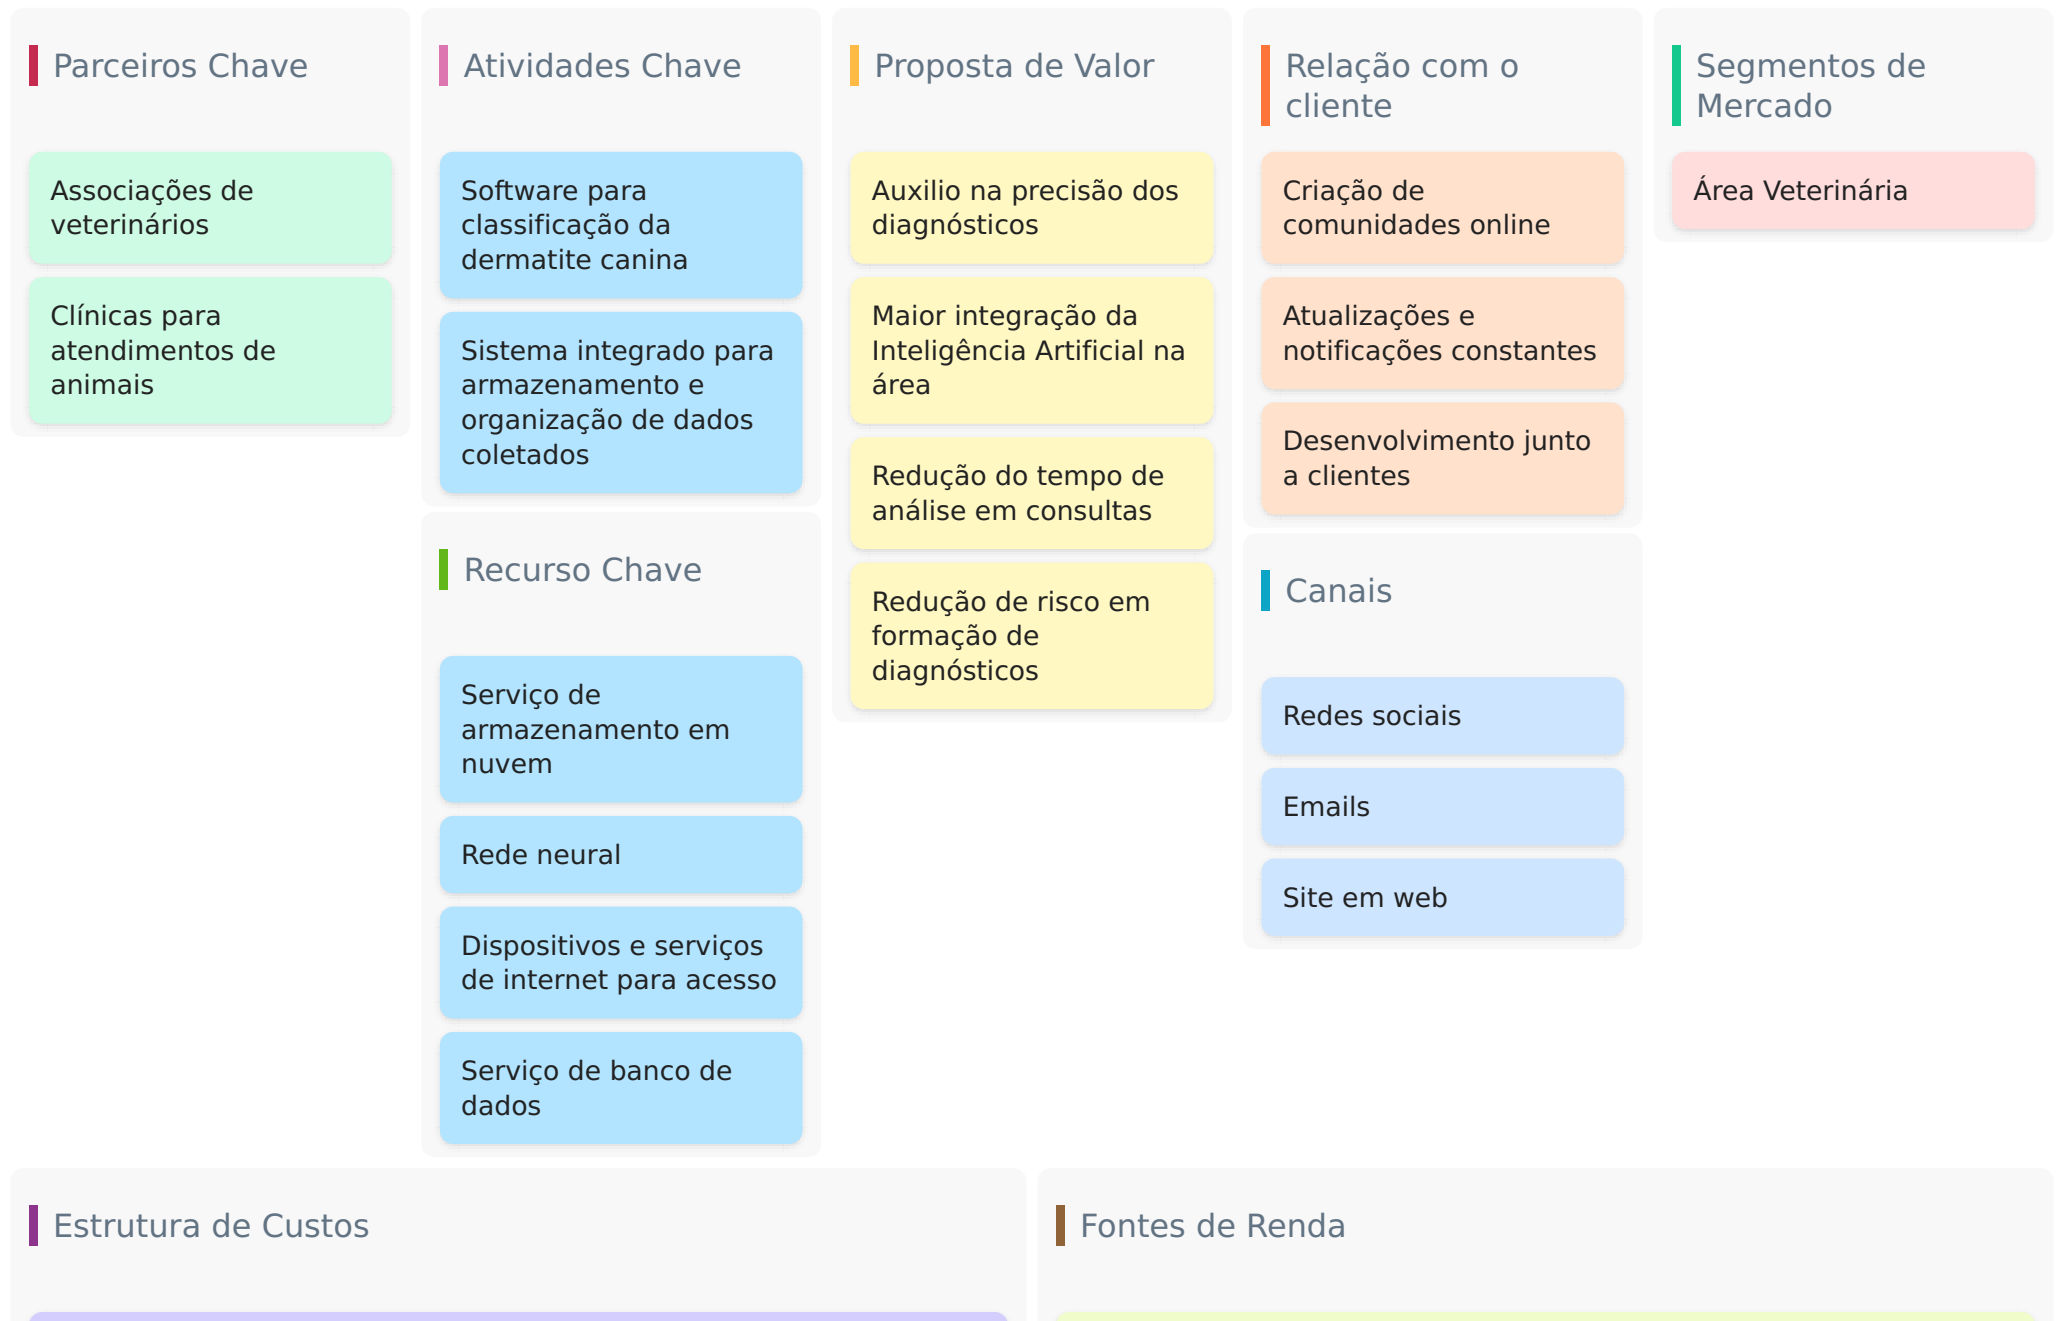 Parceiros Chave
Associações de
veterinários
Clínicas para
atendimentos de
animais
Atividades Chave
Software para
classificação da
dermatite canina
Sistema integrado para
armazenamento e
organização de dados
coletados
Recurso Chave
Serviço de
armazenamento em
nuvem
Rede neural
Dispositivos e serviços
de internet para acesso
Serviço de banco de
dados
Proposta de Valor
Auxilio na precisão dos
diagnósticos
Maior integração da
Inteligência Artificial na
área
Redução do tempo de
análise em consultas
Redução de risco em
formação de
diagnósticos
Relação com o
cliente
Criação de
comunidades online
Atualizações e
notificações constantes
Desenvolvimento junto
a clientes
Canais
Redes sociais
Emails
Site em web
Segmentos de
Mercado
Área Veterinária
Estrutura de Custos
Fontes de Renda